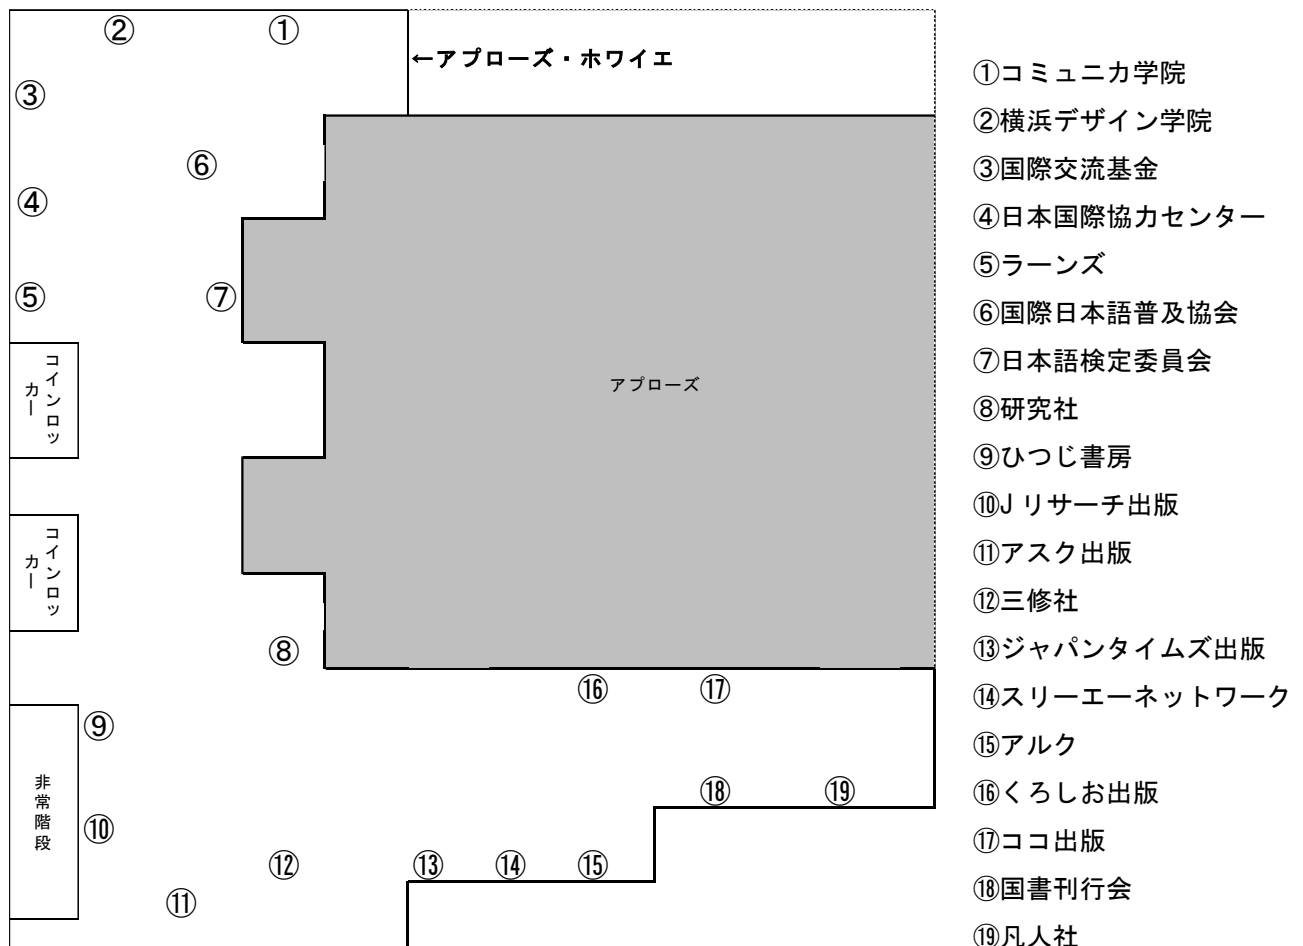 ② ①
←アプローズ・ホワイエ
③
⑥
④
⑤ ⑦
コインロッカー
アプローズ
コインロッカー
⑧
⑯ ⑰
⑨
非常階段
⑱ ⑲
⑩
⑫ ⑬ ⑭ ⑮
⑪
①コミュニカ学院
②横浜デザイン学院
③国際交流基金
④日本国際協力センター
⑤ラーンズ
⑥国際日本語普及協会
⑦日本語検定委員会
⑧研究社
⑨ひつじ書房
⑩J リサーチ出版
⑪アスク出版
⑫三修社
⑬ジャパンタイムズ出版
⑭スリーエーネットワーク
⑮アルク
⑯くろしお出版
⑰ココ出版
⑱国書刊行会
⑲凡人社